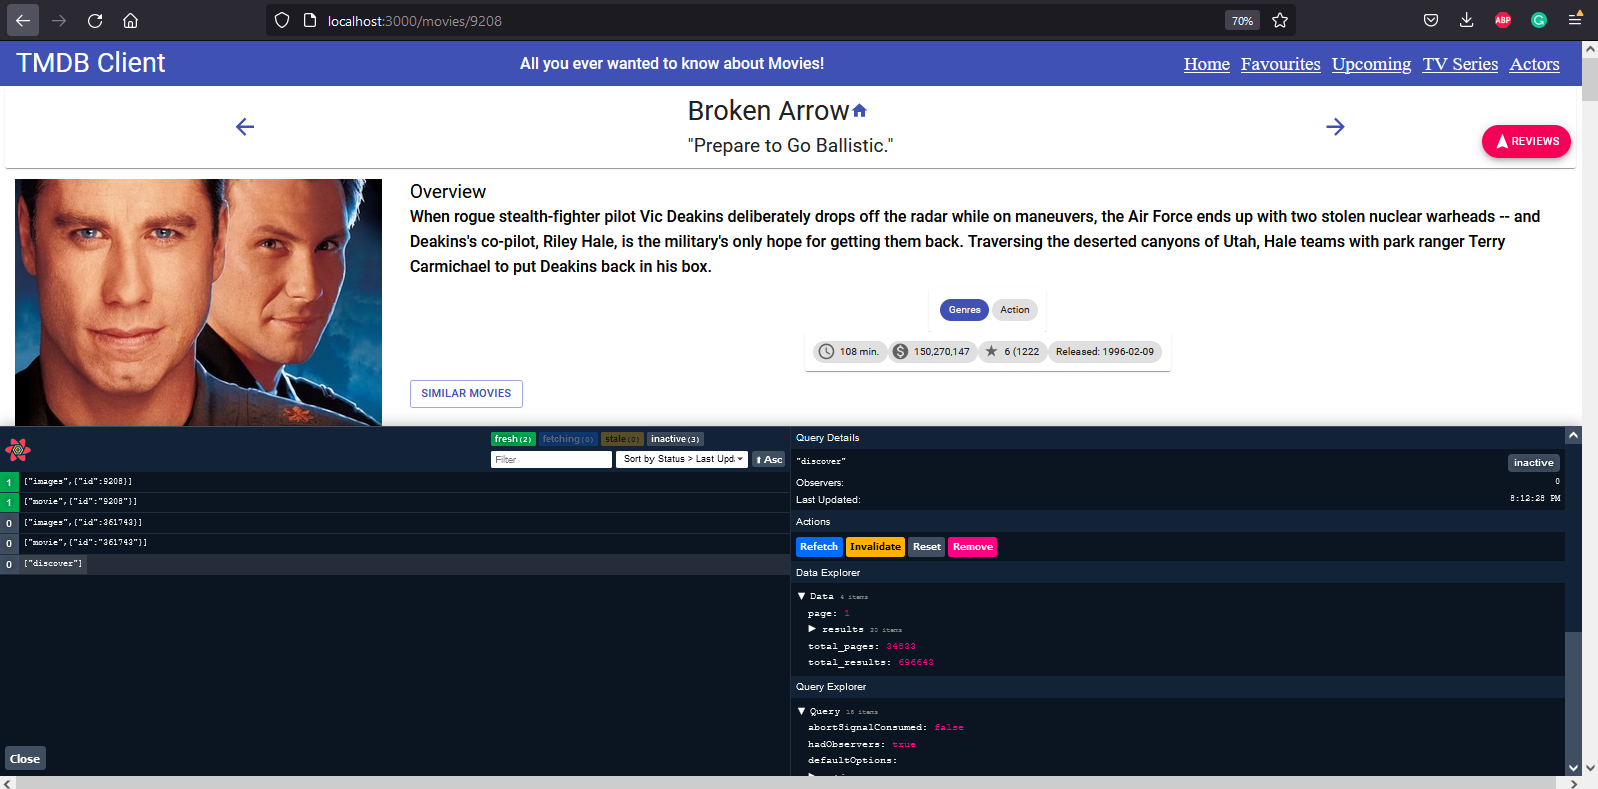 localhost:3000/movies/9208
70%
ABP
TMDB Client
All you ever wanted to know about Movies!
Home Favourites Upcoming TV Series Actors
Broken Arrow
"Prepare to Go Ballistic."
REVIEWS
Overview
When rogue stealth-fighter pilot Vic Deakins deliberately drops off the radar while on maneuvers, the Air Force ends up with two stolen nuclear warheads -- and
Deakins's co-pilot, Riley Hale, is the military's only hope for getting them back. Traversing the deserted canyons of Utah, Hale teams with park ranger Terry
Carmichael to put Deakins back in his box.
Genres Action
108 min. 150,270,147 6 (1222 Released: 1996-02-09
SIMILAR MOVIES
fresh (2) fetching (0) stale (0) inactive (3)
Filter Sort by Status > Last Upd Asc
1 ["images",{"id":9208}]
1 ["movie",{"id":"9208"}]
0 ["images",{"id":361743}]
0 ["movie",{"id":"361743"}]
0 ["discover"]
Close
Query Details
"discover" inactive
Observers: 0
Last Updated: 8:12:28 PM
Actions
Refetch Invalidate Reset Remove
Data Explorer
Data 4 items
page: 1
results 20 items
total_pages: 34833
total_results: 696643
Query Explorer
Query 18 items
abortSignalConsumed: false
hadObservers: true
defaultOptions: